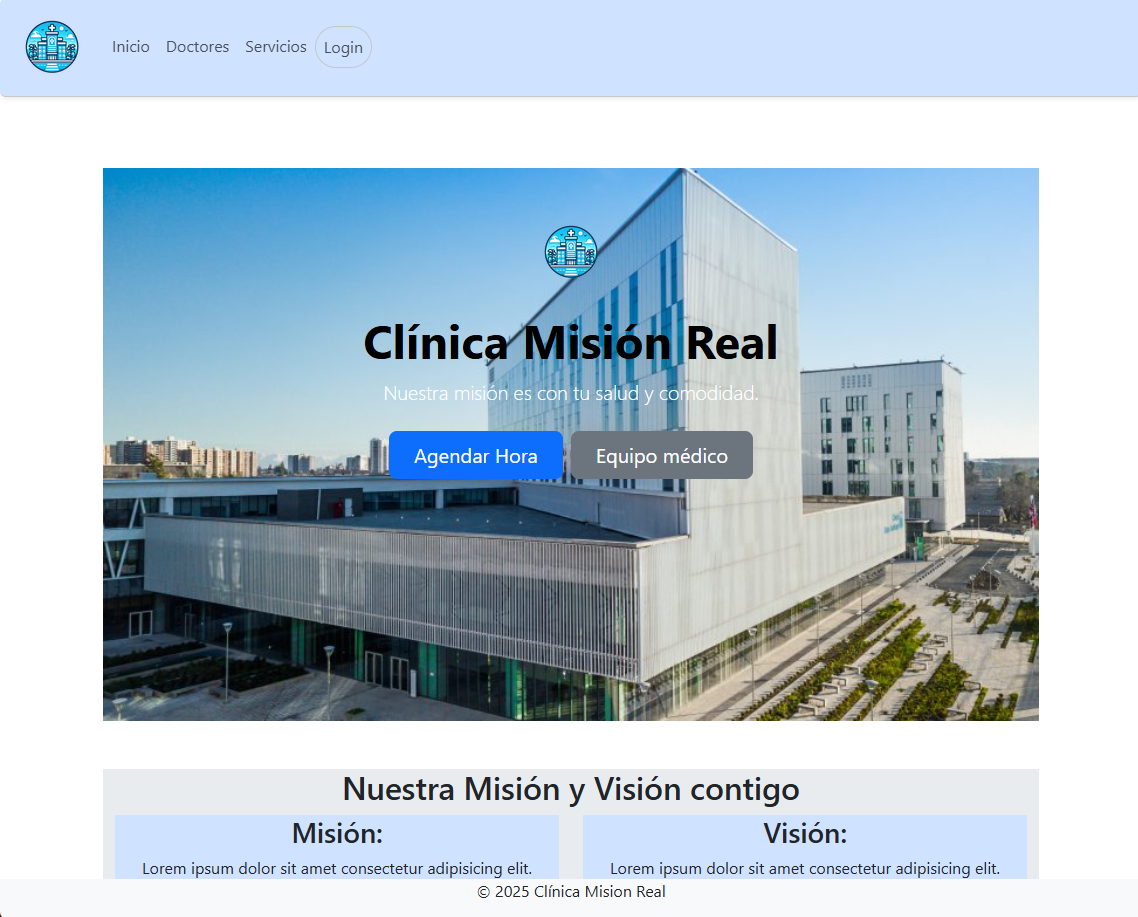 Inicio Doctores Servicios Login
Clínica Misión Real
Nuestra misión es con tu salud y comodidad.
Agendar Hora Equipo médico
Nuestra Misión y Visión contigo
Misión:
Lorem ipsum dolor sit amet consectetur adipisicing elit.
Visión:
Lorem ipsum dolor sit amet consectetur adipisicing elit.
© 2025 Clínica Mision Real